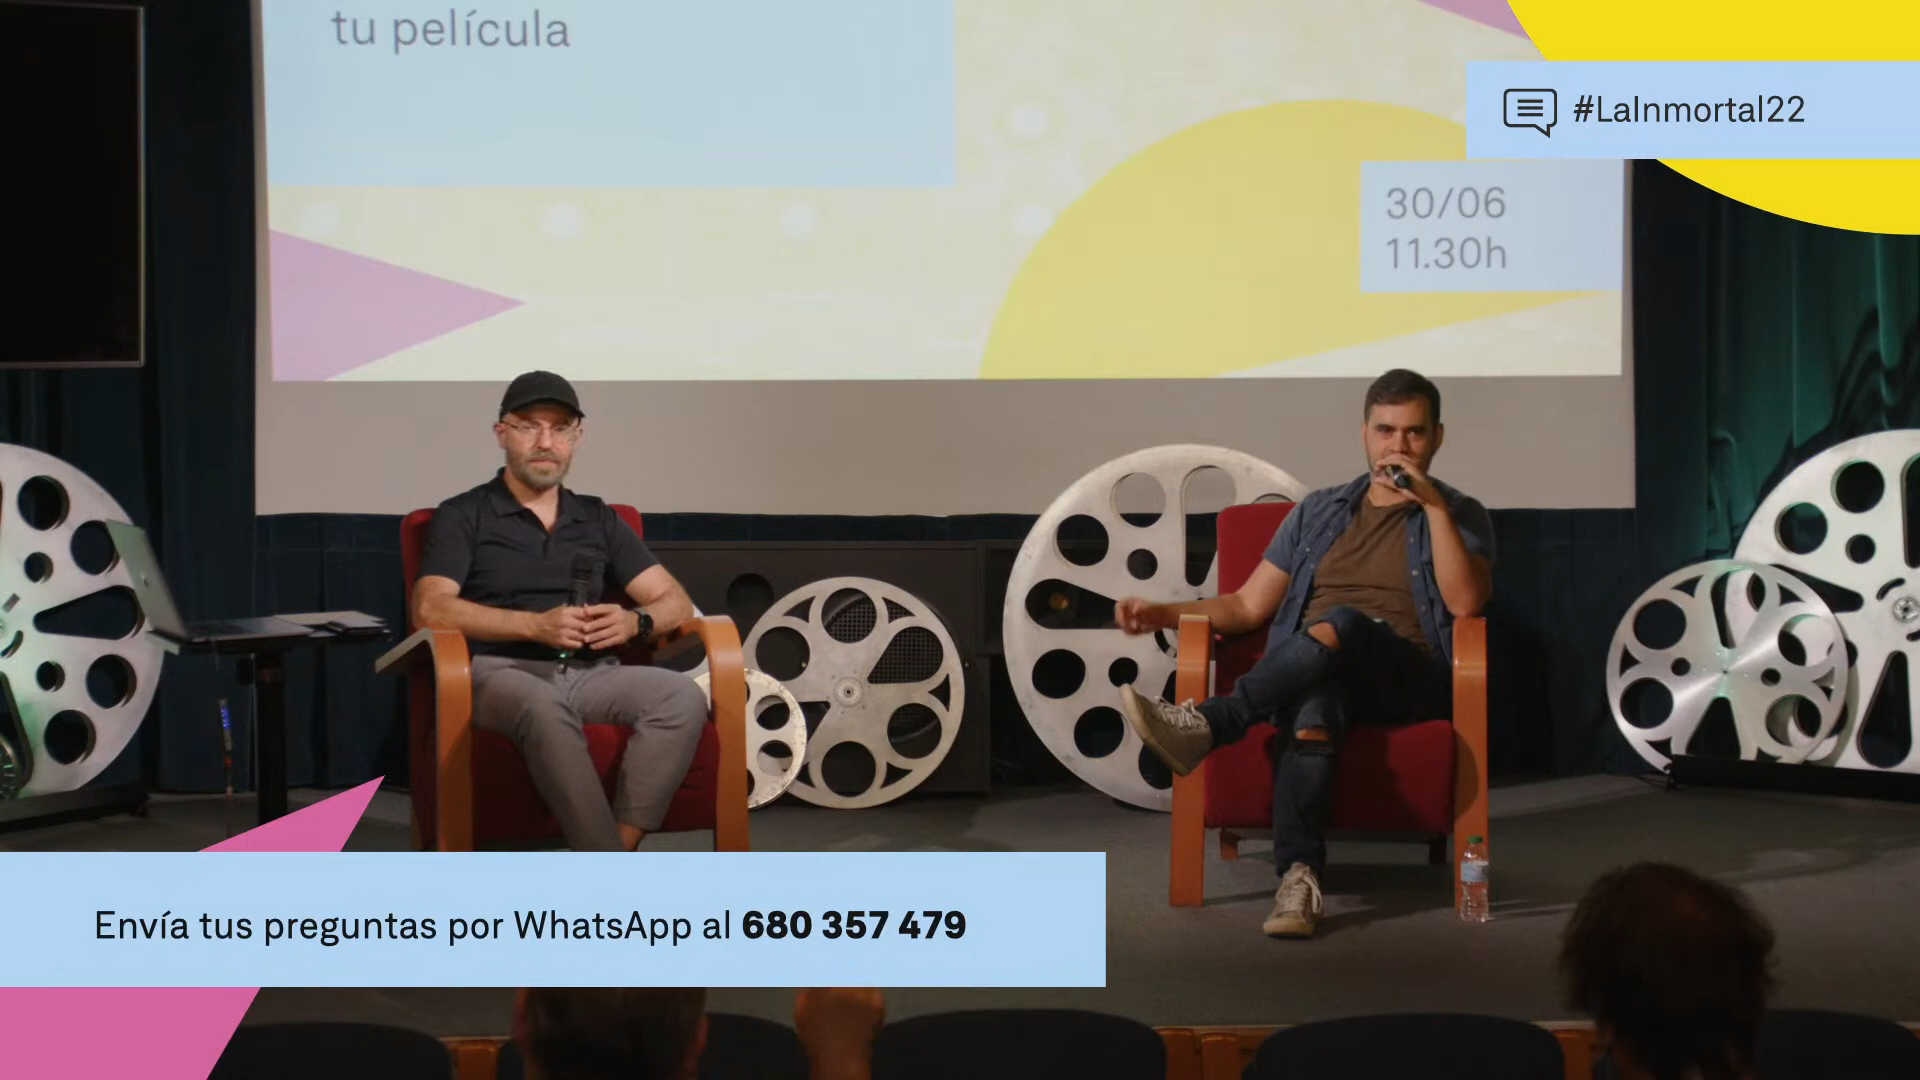 tu película
#LaInmortal22
30/06
11.30h
Envía tus preguntas por WhatsApp al 680 357 479